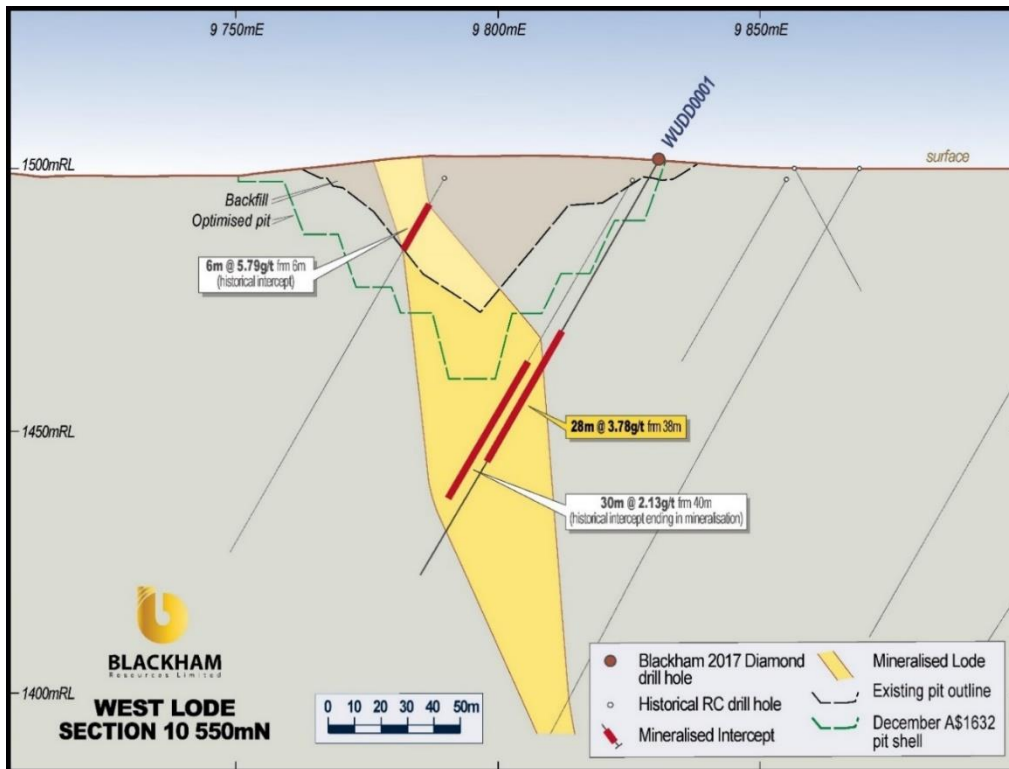 9 750mE
9 800mE
9 850mE
WUDD0001
1500mRL
surface
Backfill
Optimised pit
6m @ 5.79g/t frm 6m
(historical intercept)
1450mRL
28m @ 3.78g/t frm 38m
30m @ 2.13g/t frm 40m
(historical intercept ending in mineralisation)
BLACKHAM
Resources Limited
1400mRL
WEST LODE
SECTION 10 550mN
0 10 20 30 40 50m
Blackham 2017 Diamond
drill hole
Historical RC drill hole
Mineralised Intercept
Mineralised Lode
Existing pit outline
December A$1632
pit shell